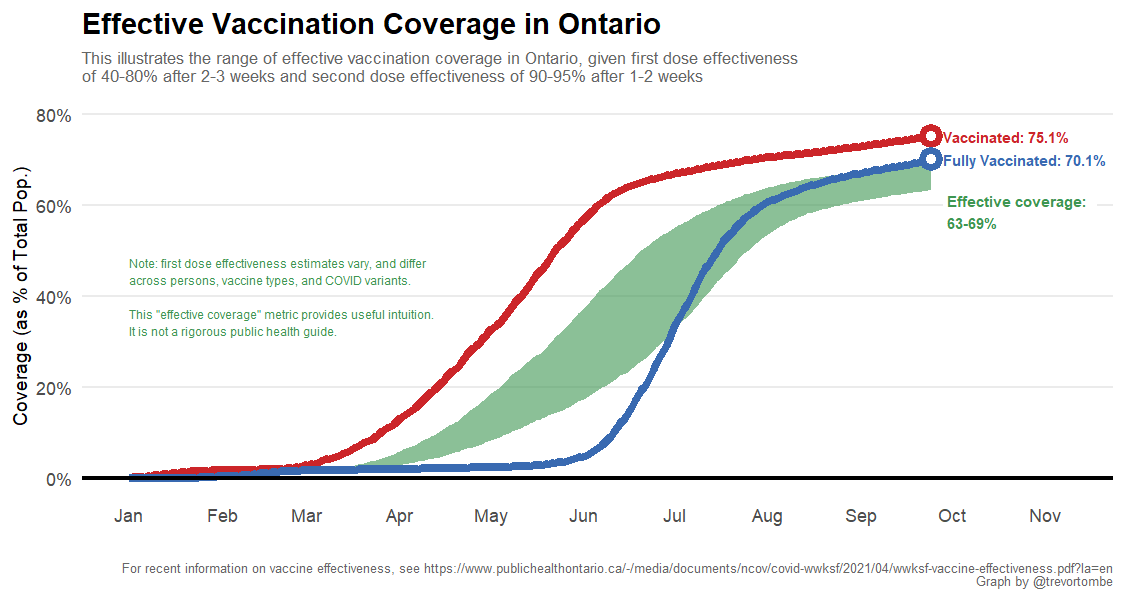 Effective Vaccination Coverage in Ontario
This illustrates the range of effective vaccination coverage in Ontario, given first dose effectiveness
of 40-80% after 2-3 weeks and second dose effectiveness of 90-95% after 1-2 weeks
Coverage (as % of Total Pop.)
80%
60%
40%
20%
0%
Vaccinated: 75.1%
Fully Vaccinated: 70.1%
Effective coverage:
63-69%
Note: first dose effectiveness estimates vary, and differ
across persons, vaccine types, and COVID variants.
This "effective coverage" metric provides useful intuition.
It is not a rigorous public health guide.
Jan Feb Mar Apr May Jun Jul Aug Sep Oct Nov
For recent information on vaccine effectiveness, see https://www.publichealthontario.ca/-/media/documents/ncov/covid-wwksf/2021/04/wwksf-vaccine-effectiveness.pdf?la=en
Graph by @trevortombe